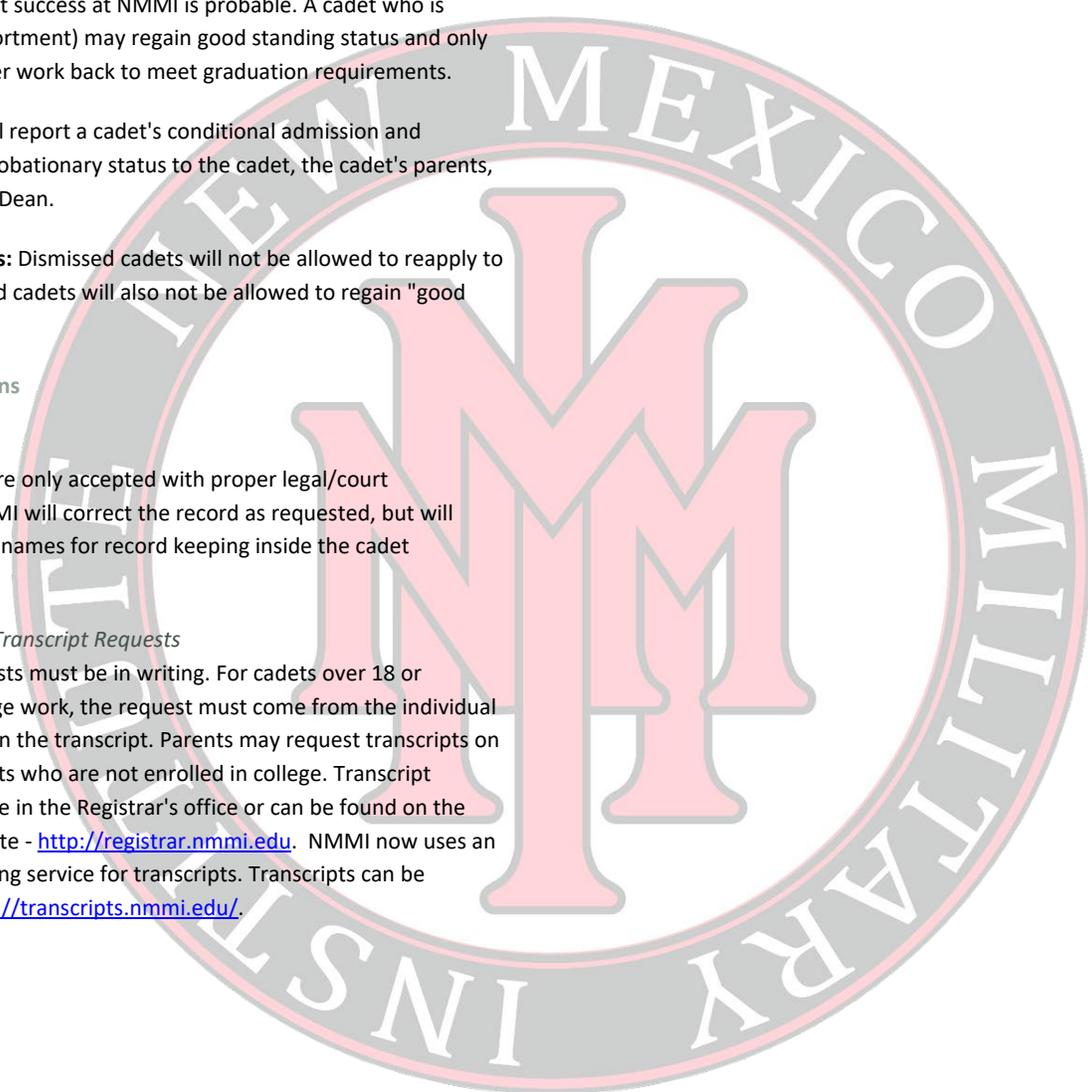 t success at NMMI is probable. A cadet who is
ortment) may regain good standing status and only
er work back to meet graduation requirements.
l report a cadet's conditional admission and
obationary status to the cadet, the cadet's parents,
Dean.
s: Dismissed cadets will not be allowed to reapply to
d cadets will also not be allowed to regain "good
ns
re only accepted with proper legal/court
MI will correct the record as requested, but will
names for record keeping inside the cadet
Transcript Requests
sts must be in writing. For cadets over 18 or
ge work, the request must come from the individual
n the transcript. Parents may request transcripts on
ts who are not enrolled in college. Transcript
e in the Registrar's office or can be found on the
te - http://registrar.nmmi.edu. NMMI now uses an
ng service for transcripts. Transcripts can be
://transcripts.nmmi.edu/.
NEW MEXICO MILITARY INSTITUTE
NMMI